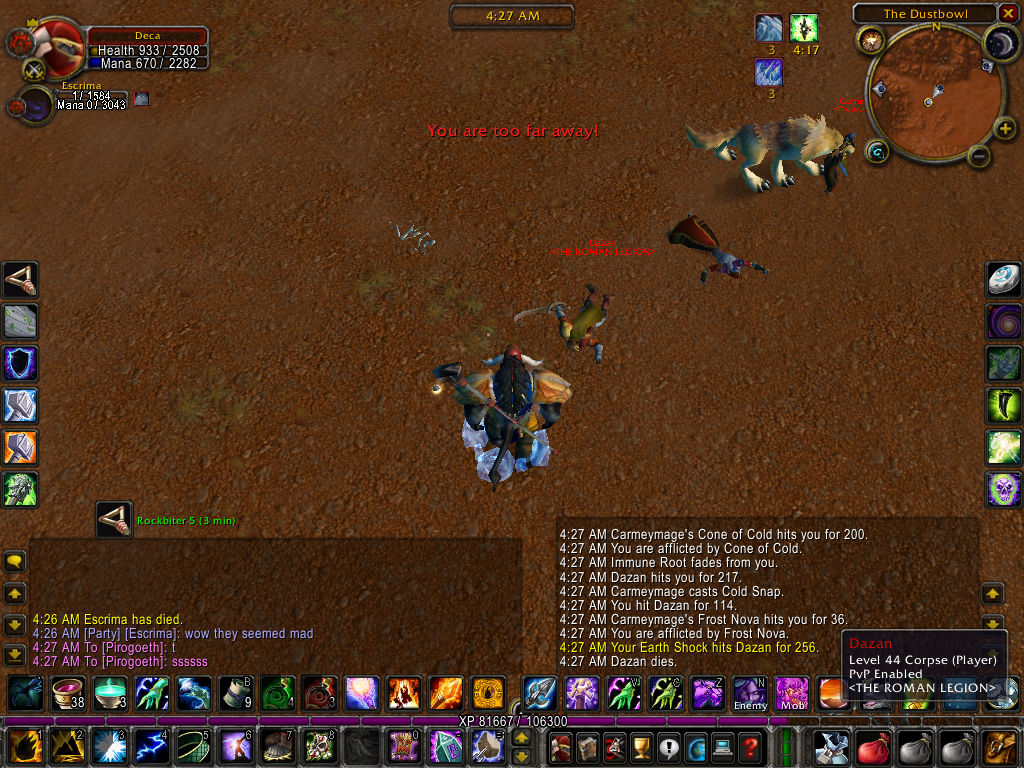 4:27 AM
The Dustbowl
Deca
Health 933 / 2508
Mana 670 / 2282
Escrima
1 / 1584
Mana 0 / 3043
3
4:17
3
N
You are too far away!
<THE ROMAN LEGION>
Rockbiter 5 (3 min)
4:26 AM Escrima has died.
4:26 AM [Party] [Escrima]: wow they seemed mad
4:27 AM To [Pirogoeth]: t
4:27 AM To [Pirogoeth]: ssssss
4:27 AM Carmeymage's Cone of Cold hits you for 200.
4:27 AM You are afflicted by Cone of Cold.
4:27 AM Immune Root fades from you.
4:27 AM Dazan hits you for 217.
4:27 AM Carmeymage casts Cold Snap.
4:27 AM You hit Dazan for 114.
4:27 AM Carmeymage's Frost Nova hits you for 36.
4:27 AM You are afflicted by Frost Nova.
4:27 AM Your Earth Shock hits Dazan for 256.
4:27 AM Dazan dies.
Dazan
Level 44 Corpse (Player)
PvP Enabled
<THE ROMAN LEGION>
38
3
B
9
3
W
C
Z
N
Enemy
Mob
XP 81667 / 106300
1
2
3
4
5
6
7
8
0